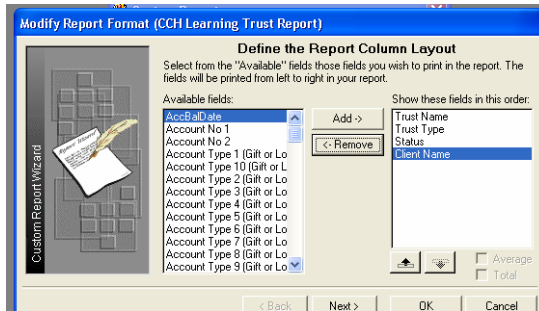 Modify Report Format (CCH Learning Trust Report)
Define the Report Column Layout
Select from the "Available" fields those fields you wish to print in the report. The
fields will be printed from left to right in your report.
Available fields:
AccBalDate
Account No 1
Account No 2
Account Type 1 (Gift or Lo
Account Type 10 (Gift or L
Account Type 2 (Gift or Lo
Account Type 3 (Gift or Lo
Account Type 4 (Gift or Lo
Account Type 5 (Gift or Lo
Account Type 6 (Gift or Lo
Account Type 7 (Gift or Lo
Account Type 8 (Gift or Lo
Account Type 9 (Gift or Lo
Add ->
<- Remove
Show these fields in this order:
Trust Name
Trust Type
Status
Client Name
Average
Total
Custom Report Wizard
< Back
Next >
OK
Cancel